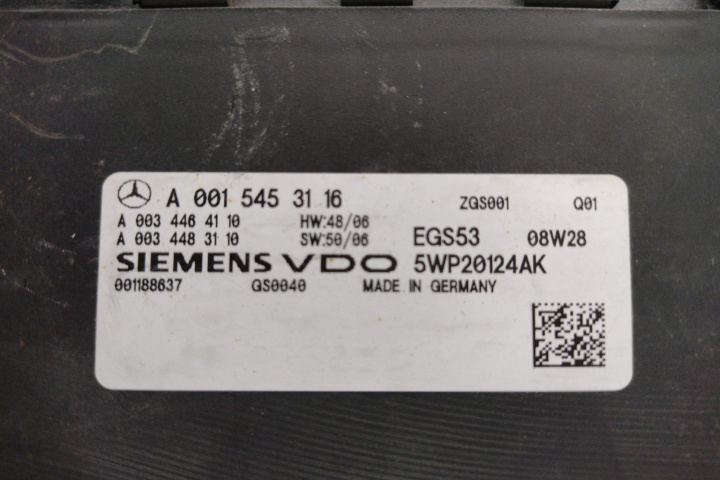 A 001 545 31 16 ZGS001 Q01
A 003 446 41 10 HW:48/06
A 003 448 31 10 SW:50/06 EGS53 08W28
SIEMENS VDO 5WP20124AK
001188637 GS0040 MADE IN GERMANY